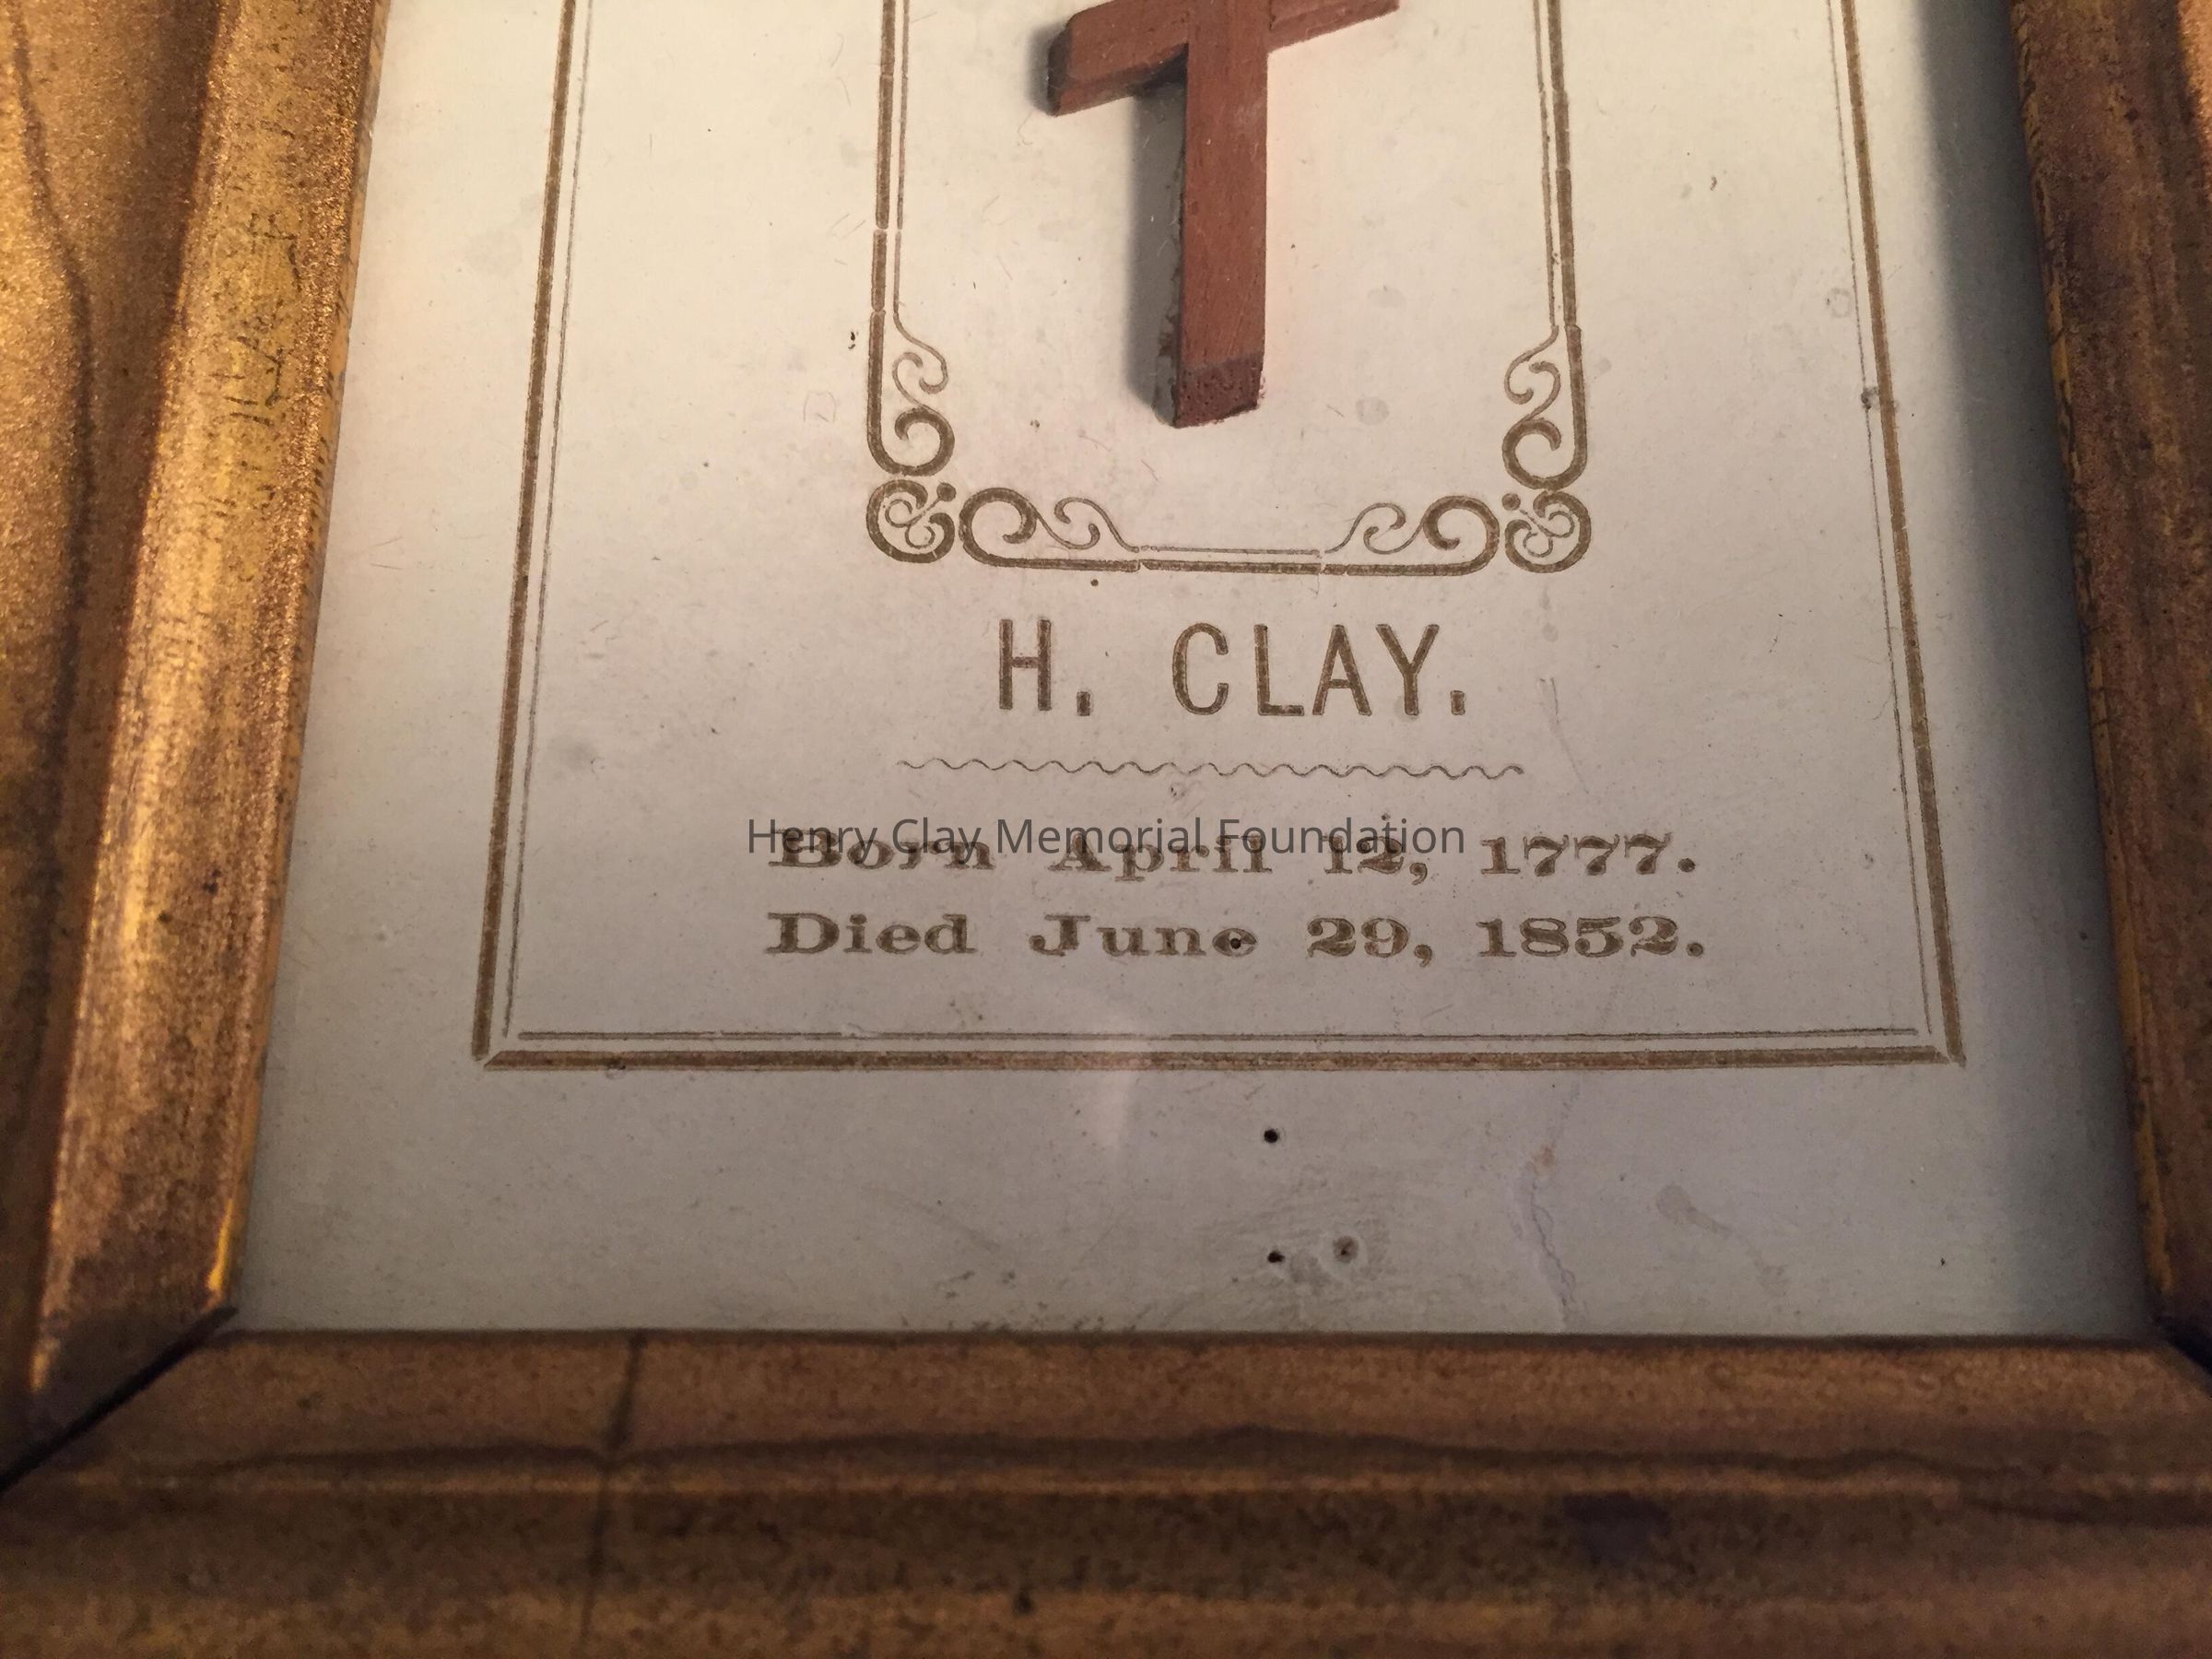 H. CLAY.
Henry Clay Memorial Foundation
Born April 12, 1777.
Died June 29, 1852.